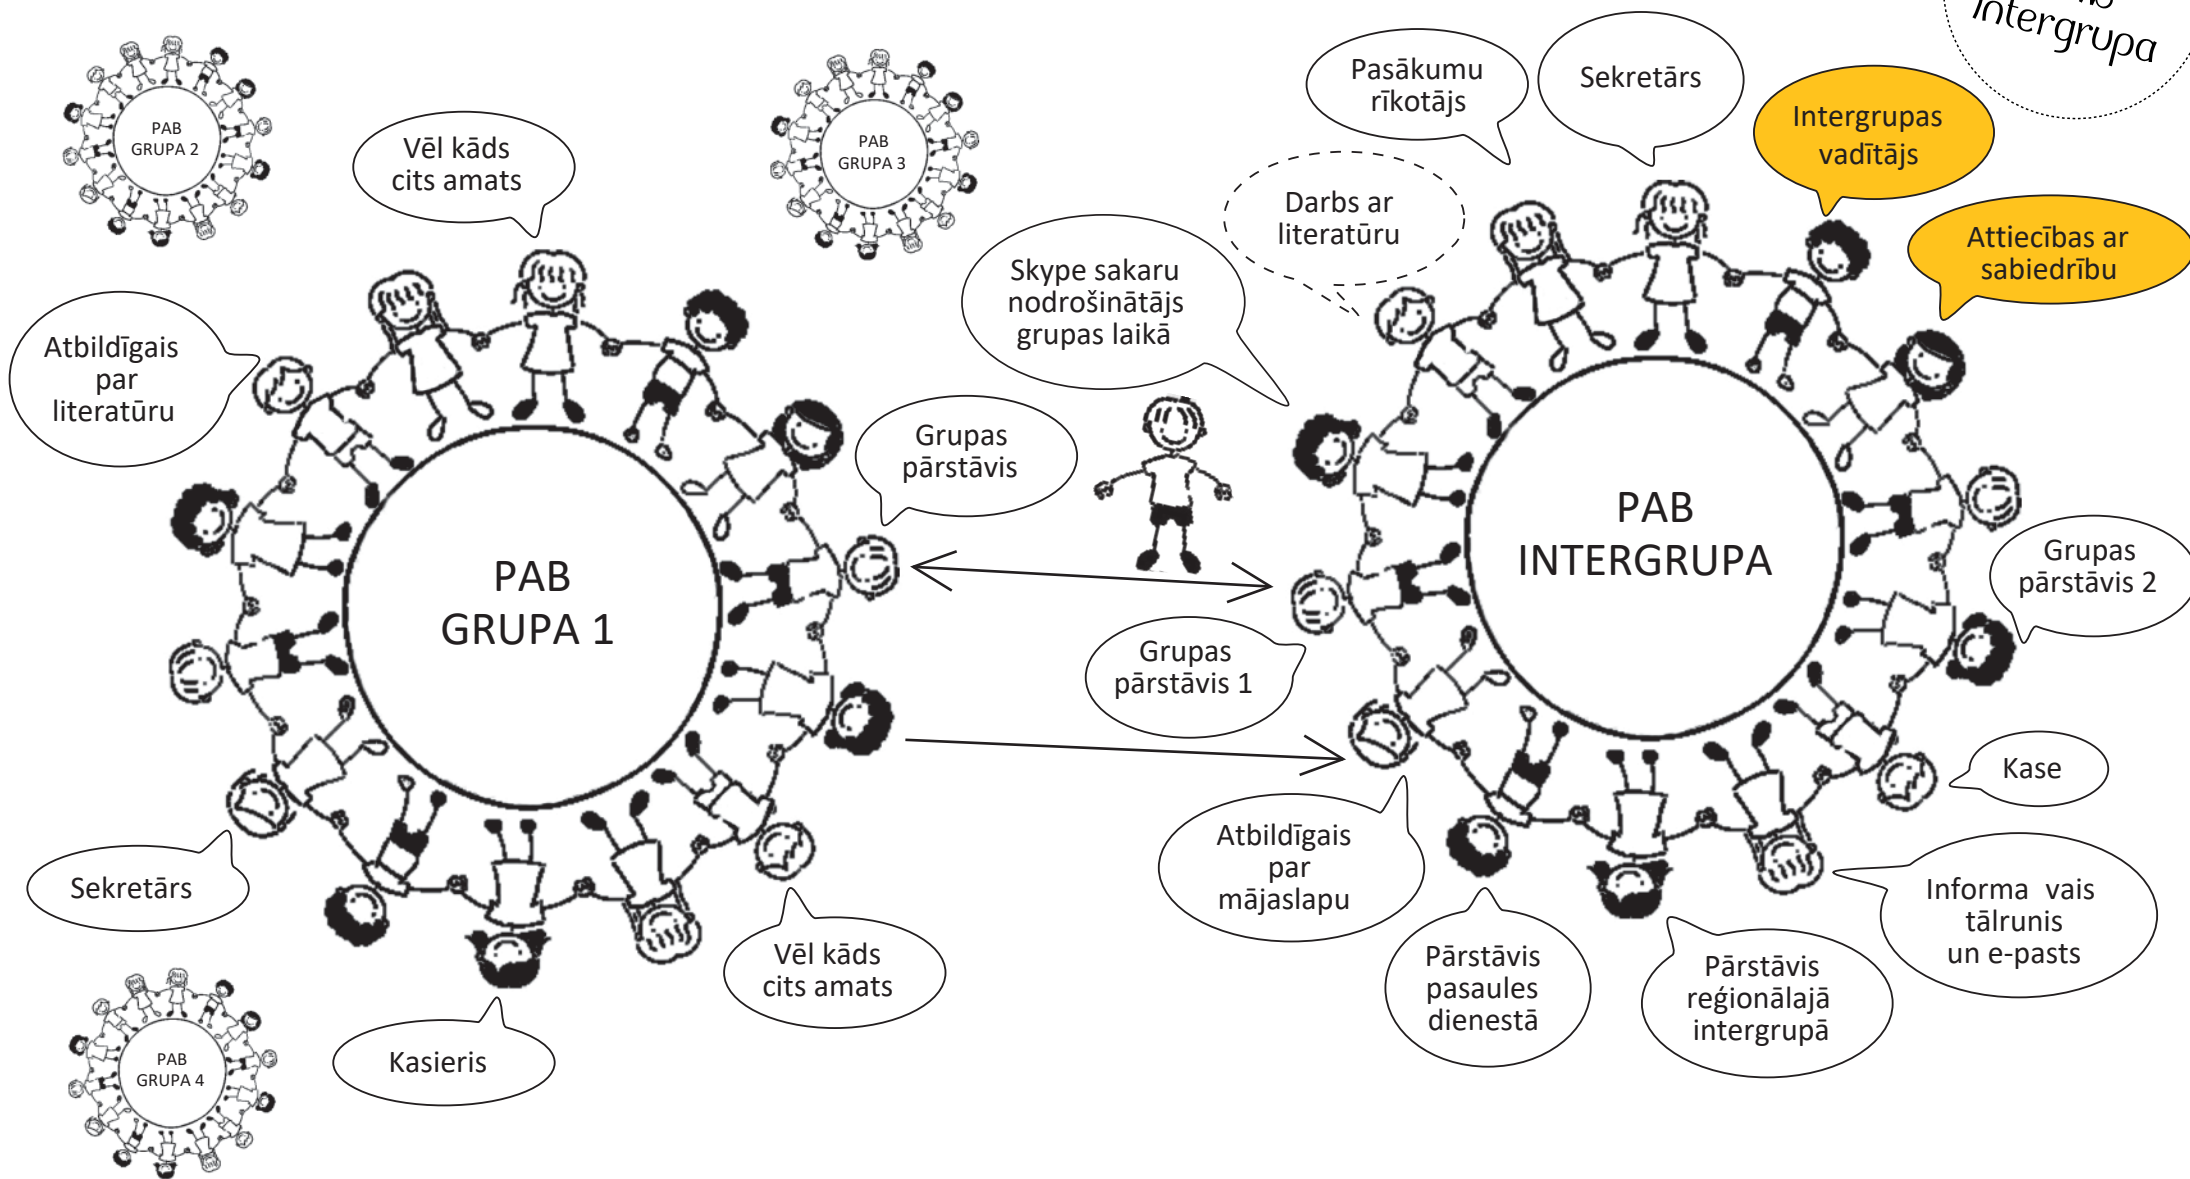 intergrupa
PAB
GRUPA 2
Vēl kāds
cits amats
PAB
GRUPA 3
Pasākumu
rīkotājs
Sekretārs
Intergrupas
vadītājs
Darbs ar
literatūru
Attiecības ar
sabiedrību
Skype sakaru
nodrošinātājs
grupas laikā
Atbildīgais
par
literatūru
Grupas
pārstāvis
PAB
GRUPA 1
PAB
INTERGRUPA
Grupas
pārstāvis 2
Grupas
pārstāvis 1
Kase
Sekretārs
Atbildīgais
par
mājaslapu
Informa vais
tālrunis
un e-pasts
Vēl kāds
cits amats
Pārstāvis
pasaules
dienestā
Pārstāvis
reģionālajā
intergrupā
Kasieris
PAB
GRUPA 4